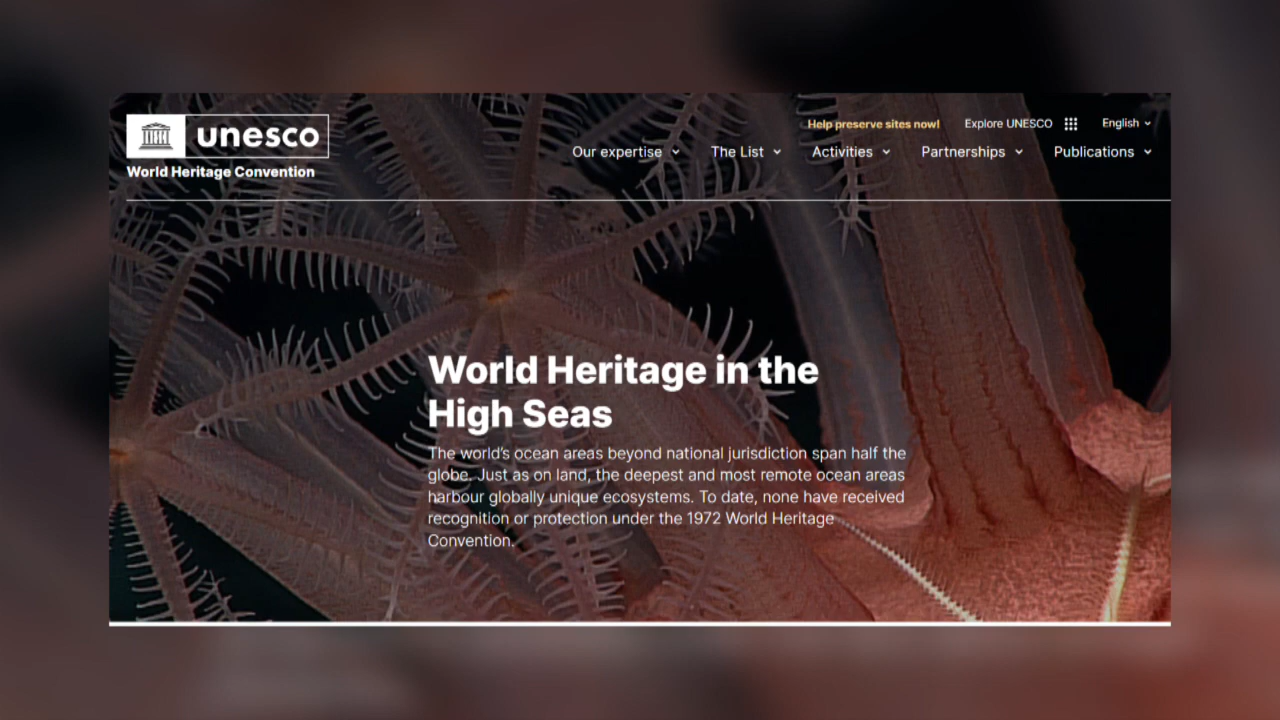 unesco
World Heritage Convention
Help preserve sites now!
Explore UNESCO
English
Our expertise
The List
Activities
Partnerships
Publications
World Heritage in the
High Seas
The world's ocean areas beyond national jurisdiction span half the
globe. Just as on land, the deepest and most remote ocean areas
harbour globally unique ecosystems. To date, none have received
recognition or protection under the 1972 World Heritage
Convention.